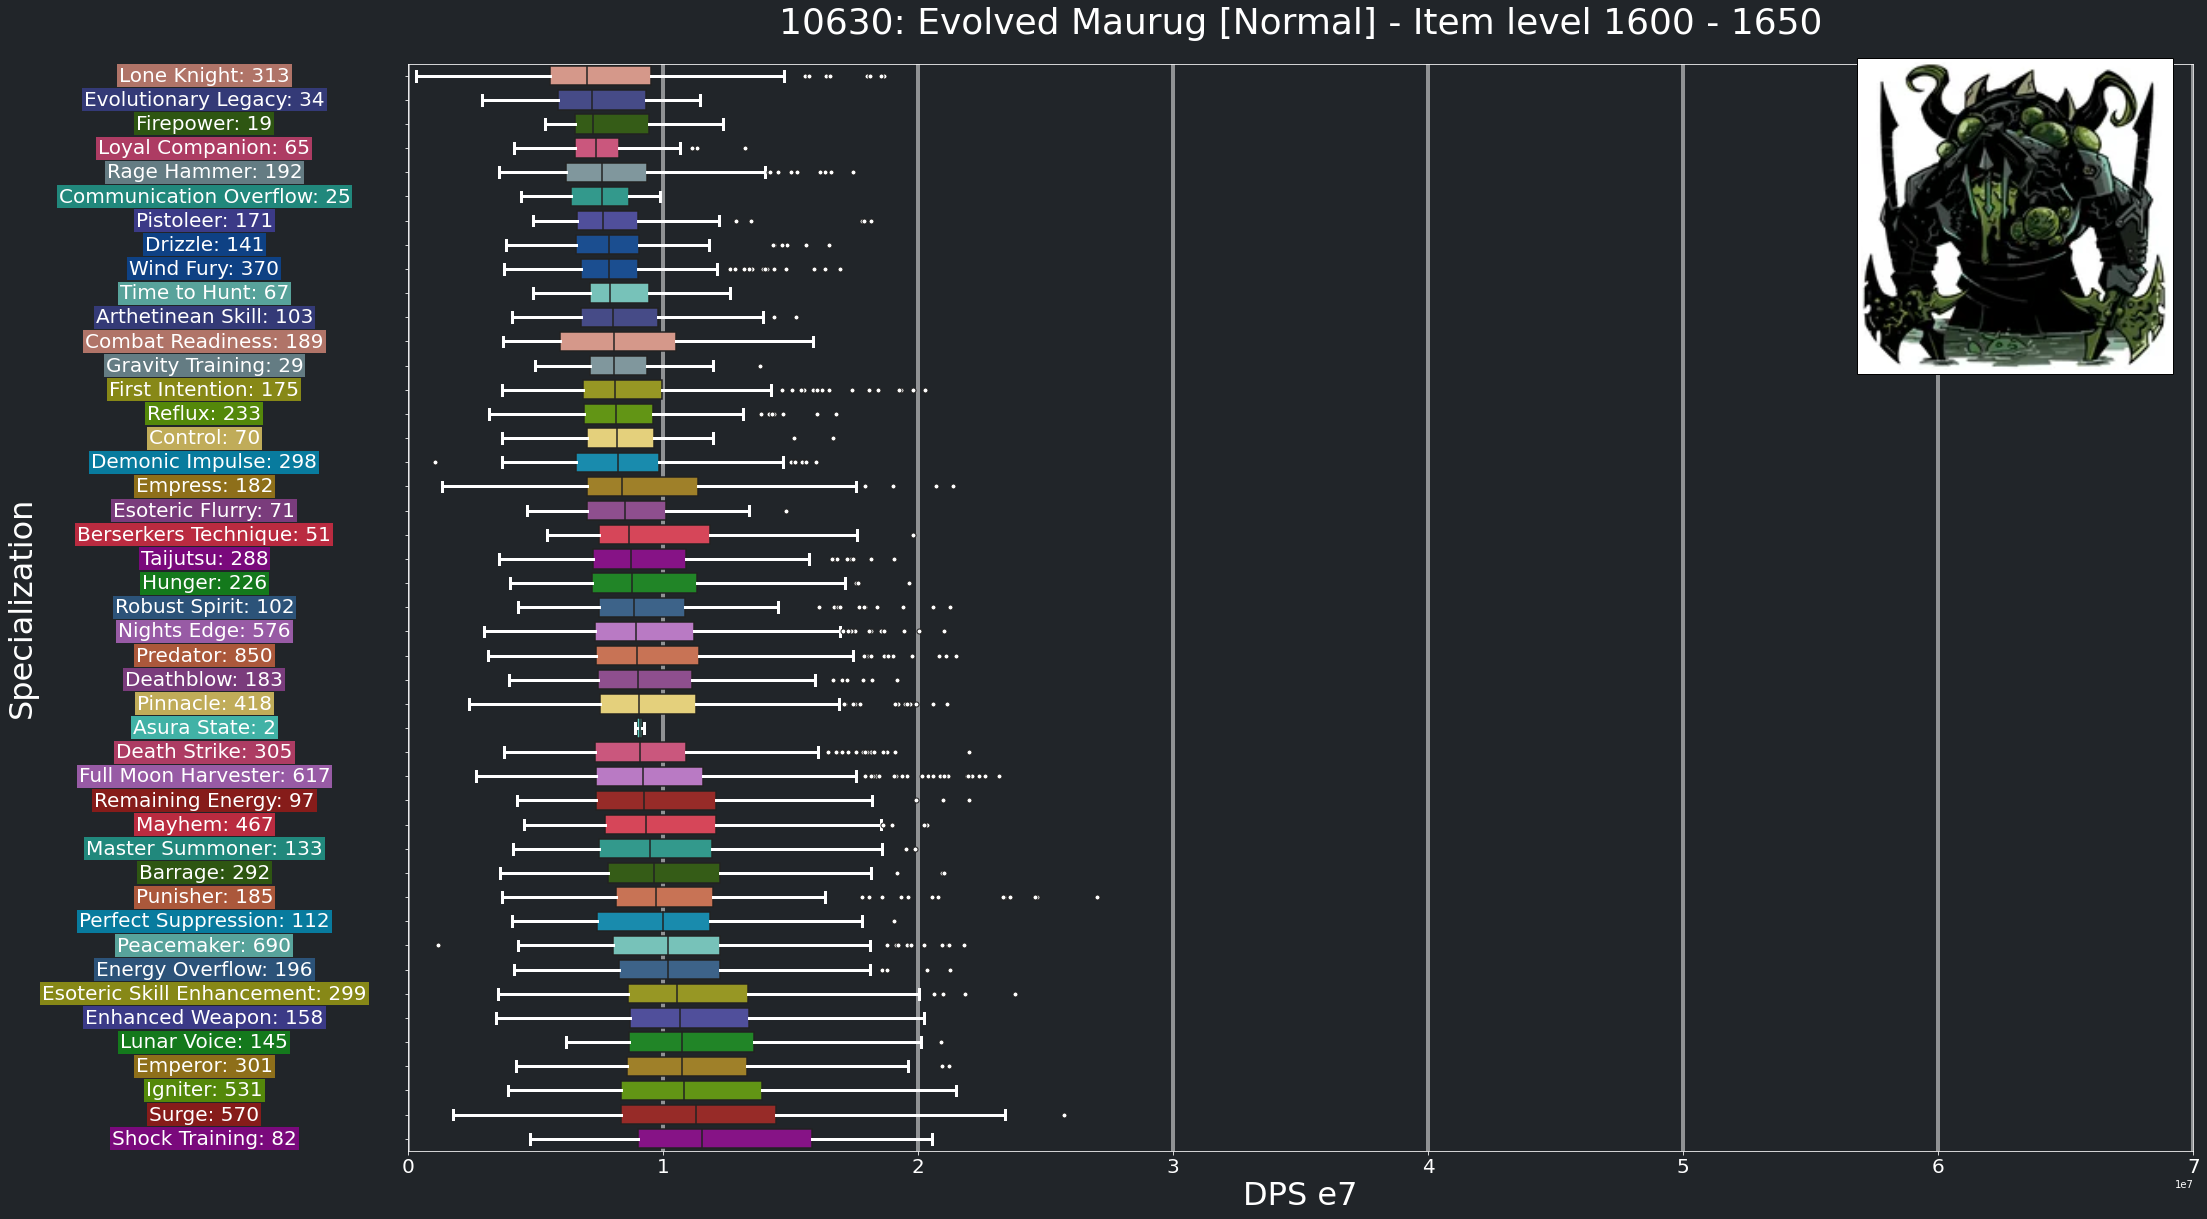 10630: Evolved Maurug [Normal] - Item level 1600 - 1650
Specialization
Lone Knight: 313
Evolutionary Legacy: 34
Firepower: 19
Loyal Companion: 65
Rage Hammer: 192
Communication Overflow: 25
Pistoleer: 171
Drizzle: 141
Wind Fury: 370
Time to Hunt: 67
Arthetinean Skill: 103
Combat Readiness: 189
Gravity Training: 29
First Intention: 175
Reflux: 233
Control: 70
Demonic Impulse: 298
Empress: 182
Esoteric Flurry: 71
Berserkers Technique: 51
Taijutsu: 288
Hunger: 226
Robust Spirit: 102
Nights Edge: 576
Predator: 850
Deathblow: 183
Pinnacle: 418
Asura State: 2
Death Strike: 305
Full Moon Harvester: 617
Remaining Energy: 97
Mayhem: 467
Master Summoner: 133
Barrage: 292
Punisher: 185
Perfect Suppression: 112
Peacemaker: 690
Energy Overflow: 196
Esoteric Skill Enhancement: 299
Enhanced Weapon: 158
Lunar Voice: 145
Emperor: 301
Igniter: 531
Surge: 570
Shock Training: 82
0 1 2 3 4 5 6 7
DPS e7
1e7